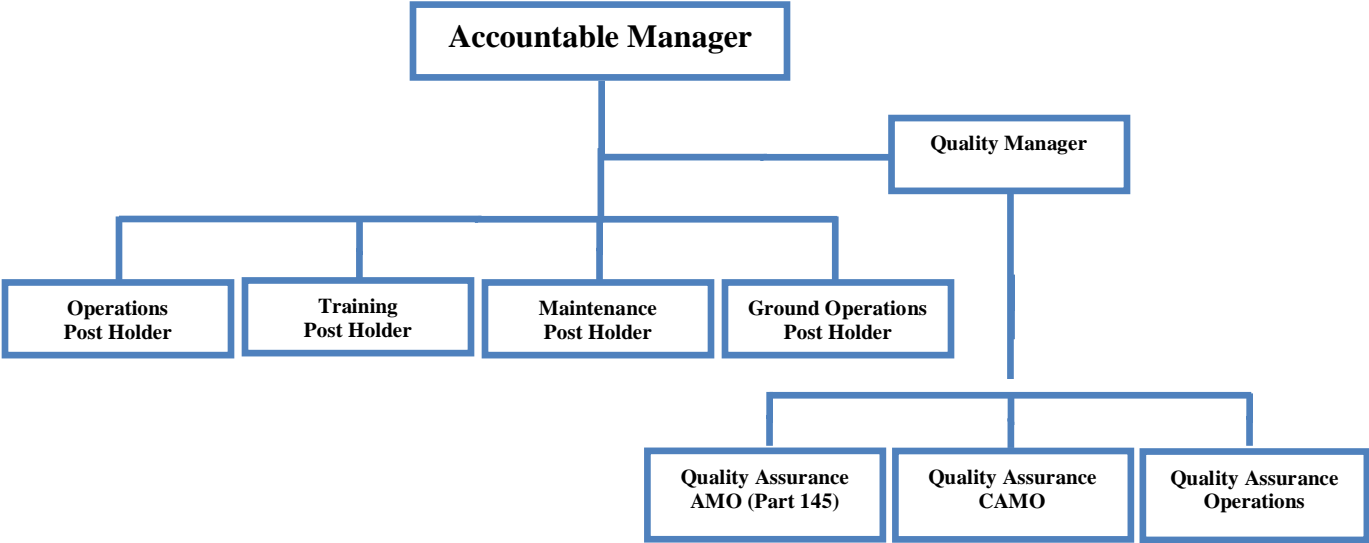 Accountable Manager
Quality Manager
Operations
Post Holder
Training
Post Holder
Maintenance
Post Holder
Ground Operations
Post Holder
Quality Assurance
AMO (Part 145)
Quality Assurance
CAMO
Quality Assurance
Operations